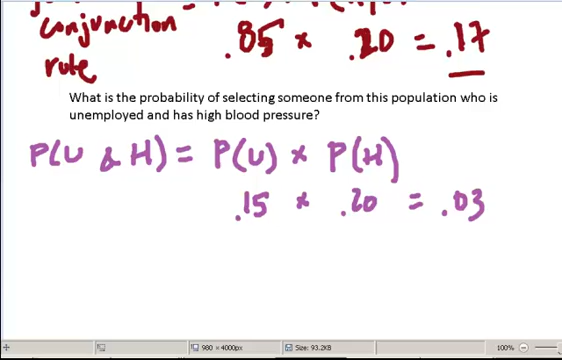 conjunction .85 x .20 = .17
rule
What is the probability of selecting someone from this population who is
unemployed and has high blood pressure?
P(U & H) = P(U) x P(H)
.15 x .20 = .03
980 x 4000px Size: 93.2KB 100%